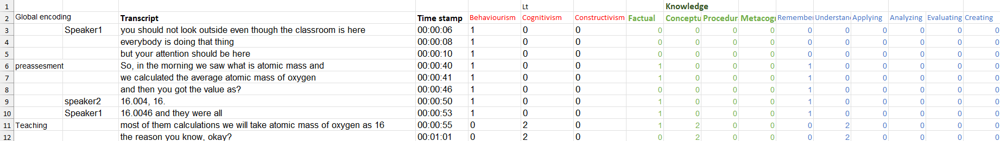 1 Lt Knowledge
2 Global encoding Transcript Time stamp Behaviourism Cognitivism Constructivism Factual Conceptu Procedur Metacog Remembe Understan Applying Analyzing Evaluating Creating
3 Speaker1 you should not look outside even though the classroom is here 00:00:06 1 0 0 0 0 0 0 0 0 0 0 0 0
4 everybody is doing that thing 00:00:08 1 0 0 0 0 0 0 0 0 0 0 0 0
5 but your attention should be here 00:00:10 1 0 0 0 0 0 0 0 0 0 0 0 0
6 preassesment So, in the morning we saw what is atomic mass and 00:00:40 1 0 0 1 0 0 0 1 0 0 0 0 0
7 we calculated the average atomic mass of oxygen 00:00:41 1 0 0 1 0 0 0 1 0 0 0 0 0
8 and then you got the value as? 00:00:46 1 0 0 0 0 0 0 1 0 0 0 0 0
9 speaker2 16.004, 16. 00:00:50 1 0 0 1 0 0 0 1 0 0 0 0 0
10 Speaker1 16.0046 and they were all 00:00:53 1 0 0 1 0 0 0 1 0 0 0 0 0
11 Teaching most of them calculations we will take atomic mass of oxygen as 16 00:00:55 0 2 0 1 2 0 0 0 2 0 0 0 0
12 the reason you know, okay? 00:01:01 0 2 0 0 2 0 0 0 2 0 0 0 0